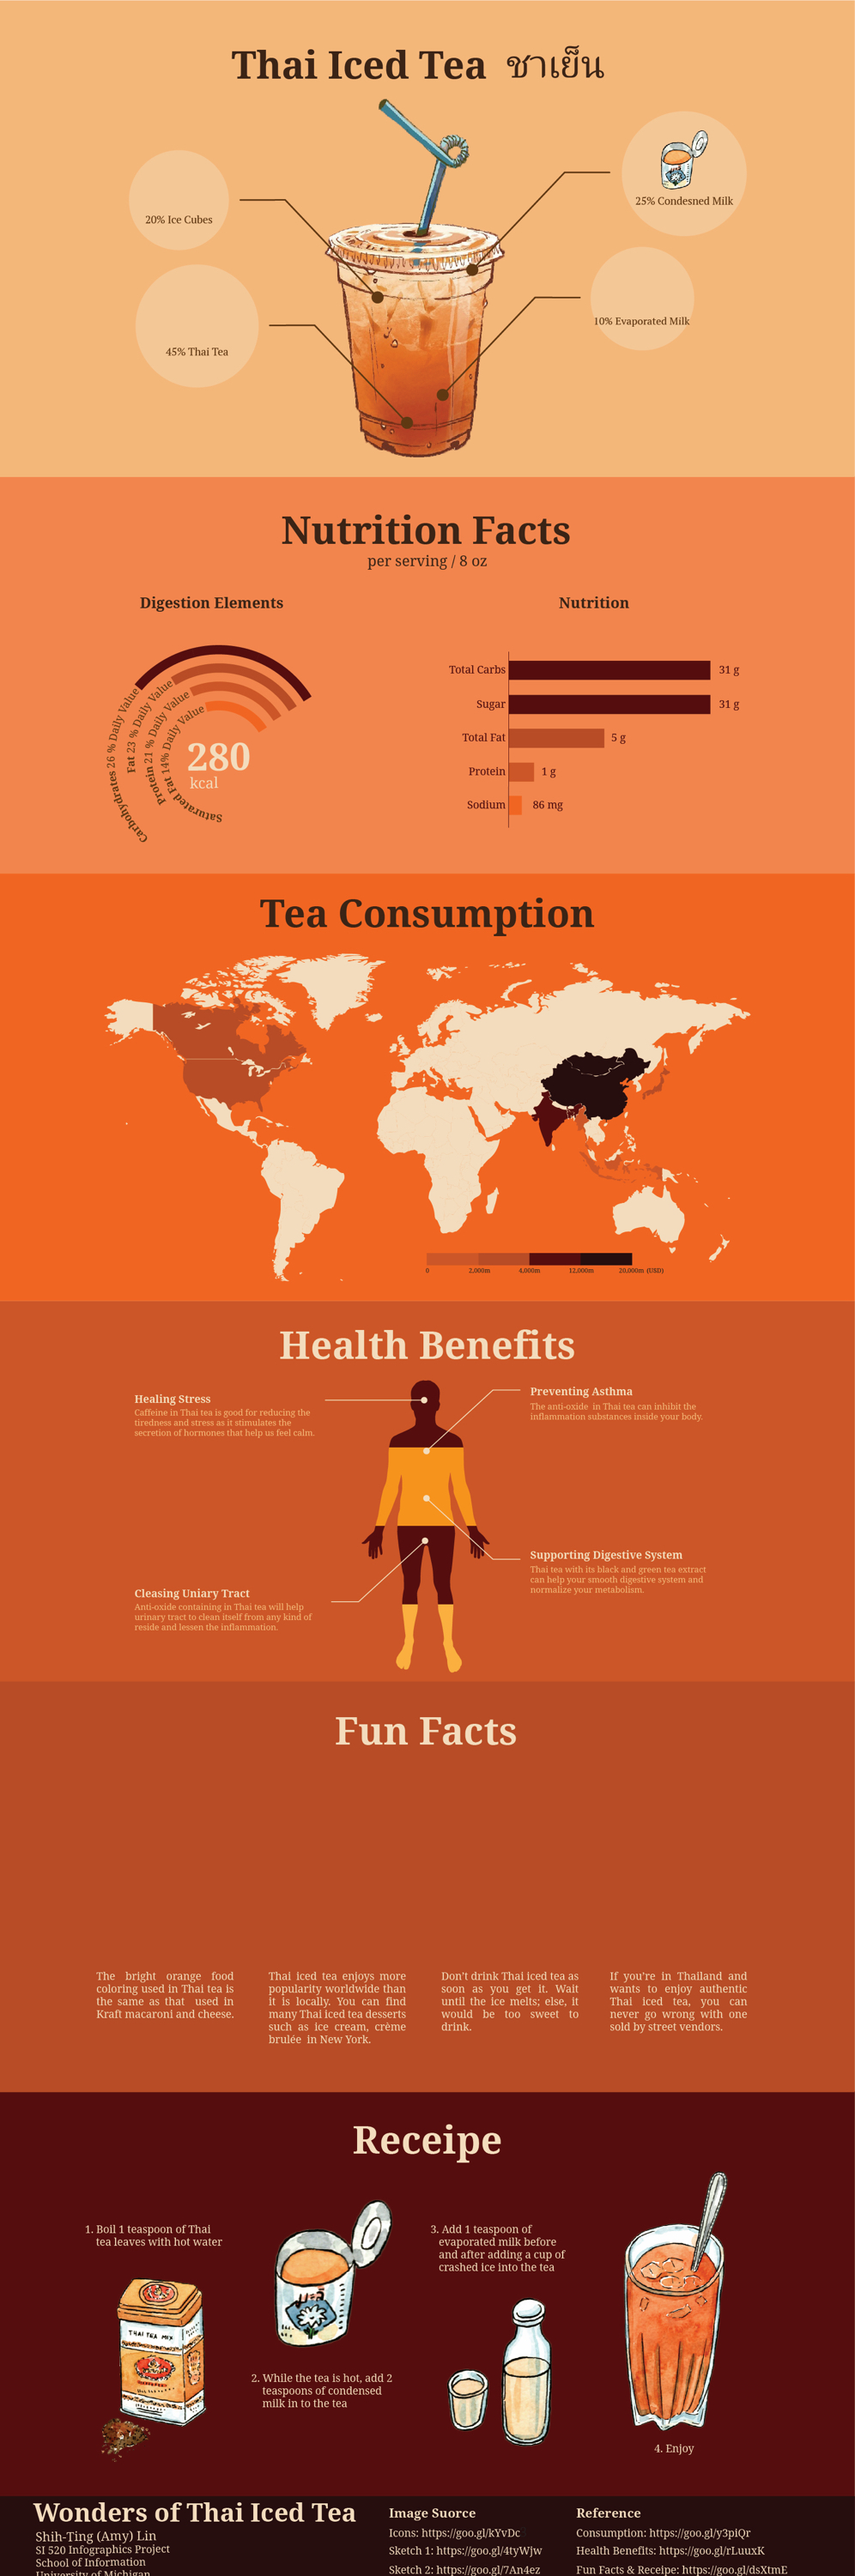 Thai Iced Tea ชาเย็น
20% Ice Cubes
25% Condesned Milk
45% Thai Tea
10% Evaporated Milk
Nutrition Facts
per serving / 8 oz
Digestion Elements
Carbohydrates 26 % Daily Value
Fat 23 % Daily Value
Protein 21 % Daily Value
Saturated Fat 14% Daily Value
280
kcal
Nutrition
Total Carbs 31 g
Sugar 31 g
Total Fat 5 g
Protein 1 g
Sodium 86 mg
Tea Consumption
0 2,000m 4,000m 12,000m 20,000m (USD)
Health Benefits
Healing Stress
Caffeine in Thai tea is good for reducing the
tiredness and stress as it stimulates the
secretion of hormones that help us feel calm.
Preventing Asthma
The anti-oxide in Thai tea can inhibit the
inflammation substances inside your body.
Supporting Digestive System
Thai tea with its black and green tea extract
can help your smooth digestive system and
normalize your metabolism.
Cleasing Uniary Tract
Anti-oxide containing in Thai tea will help
urinary tract to clean itself from any kind of
reside and lessen the inflammation.
Fun Facts
The bright orange food
coloring used in Thai tea is
the same as that used in
Kraft macaroni and cheese.
Thai iced tea enjoys more
popularity worldwide than
it is locally. You can find
many Thai iced tea desserts
such as ice cream, crème
brulée in New York.
Don't drink Thai iced tea as
soon as you get it. Wait
until the ice melts; else, it
would be too sweet to
drink.
If you're in Thailand and
wants to enjoy authentic
Thai iced tea, you can
never go wrong with one
sold by street vendors.
Receipe
1. Boil 1 teaspoon of Thai
tea leaves with hot water
THAI TEA MIX
มะลิ
2. While the tea is hot, add 2
teaspoons of condensed
milk in to the tea
3. Add 1 teaspoon of
evaporated milk before
and after adding a cup of
crashed ice into the tea
4. Enjoy
Wonders of Thai Iced Tea
Shih-Ting (Amy) Lin
SI 520 Infographics Project
School of Information
University of Michigan
Image Suorce
Icons: https://goo.gl/kYvDc
Sketch 1: https://goo.gl/4tyWjw
Sketch 2: https://goo.gl/7An4ez
Reference
Consumption: https://goo.gl/y3piQr
Health Benefits: https://goo.gl/rLuuxK
Fun Facts & Receipe: https://goo.gl/dsXtmE